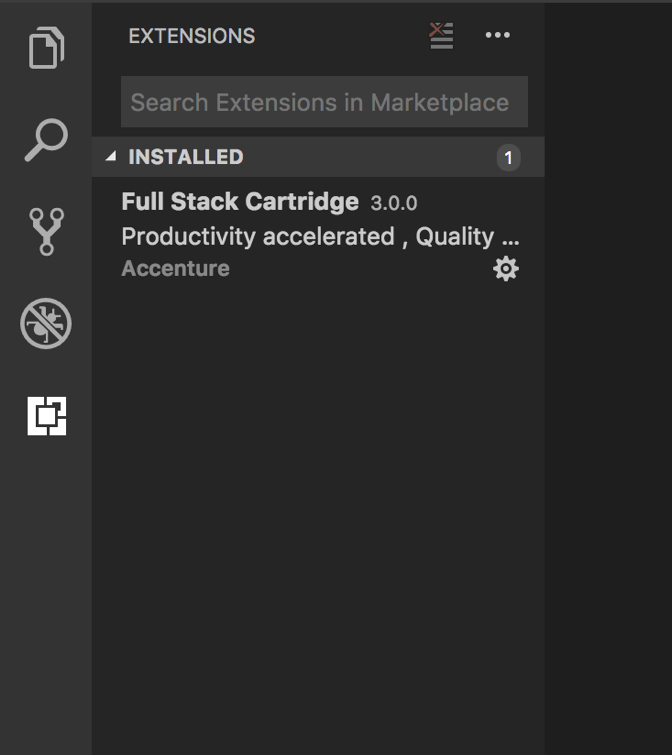 EXTENSIONS
Search Extensions in Marketplace
INSTALLED 1
Full Stack Cartridge 3.0.0
Productivity accelerated , Quality ...
Accenture